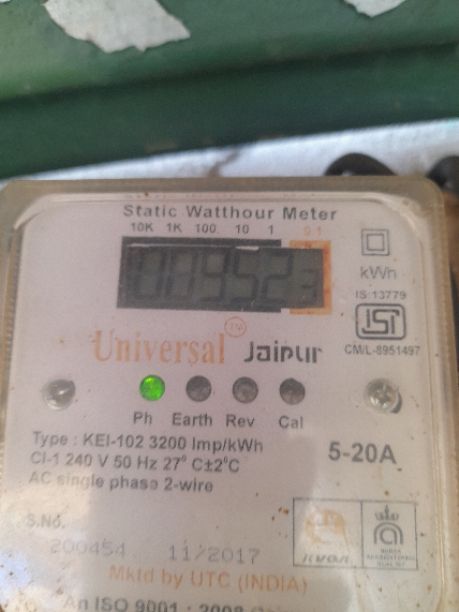 Static Watthour Meter
10K 1K 100 10 1 0.1
kWh
IS:13779
ISI
CM/L-8951497
Universal TM Jaipur
Ph Earth Rev Cal
Type : KEI-102 3200 Imp/kWh
Cl-1 240 V 50 Hz 27° C±2°C
AC single phase 2-wire
5-20A
S.No.
200454 11/2017
Mktd by UTC (INDIA)
An ISO 9001 : 2008